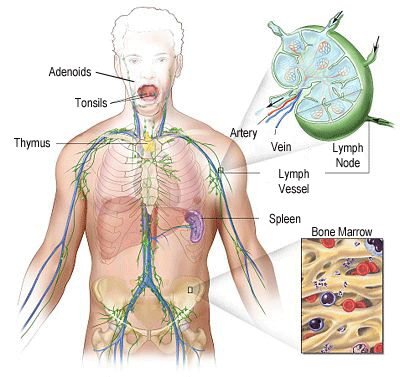 Adenoids
Tonsils
Thymus
Artery
Vein
Lymph
Node
Lymph
Vessel
Spleen
Bone Marrow